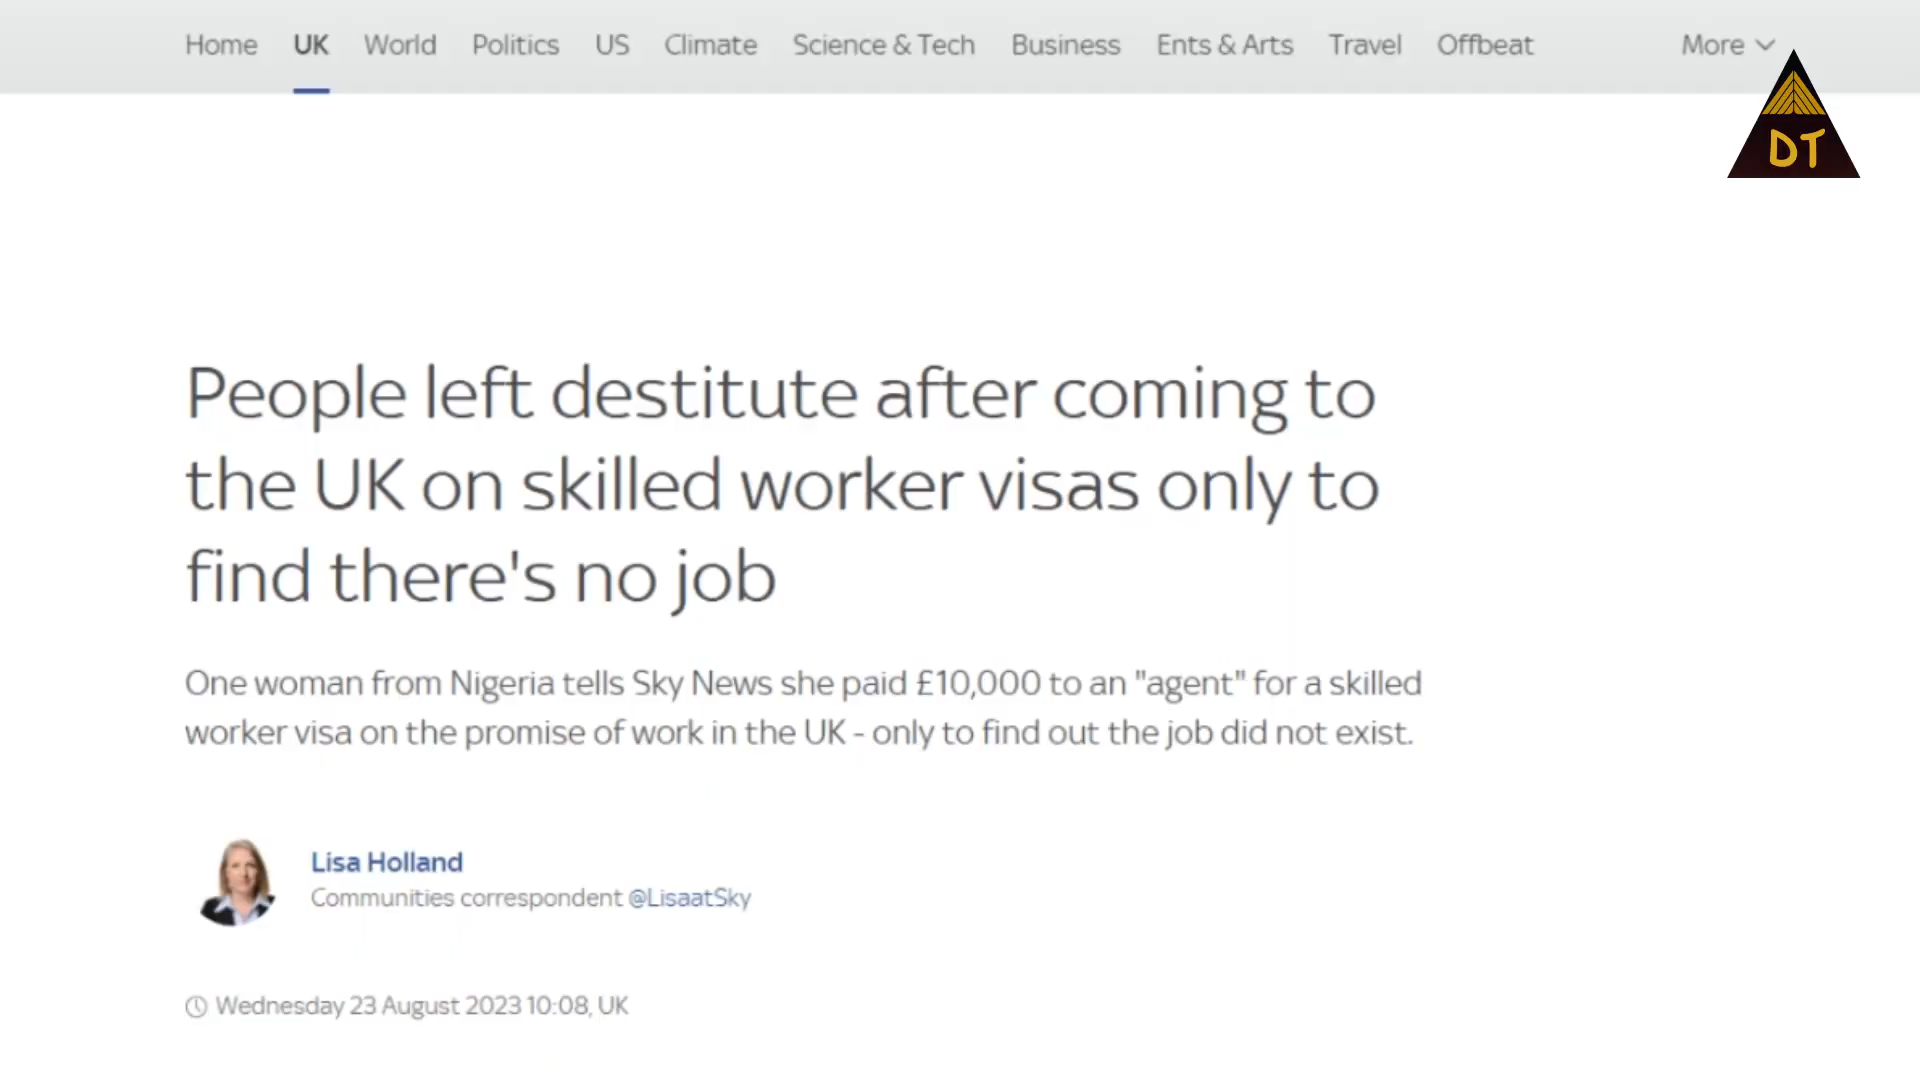 Home UK World Politics US Climate Science & Tech Business Ents & Arts Travel Offbeat More
DT
People left destitute after coming to
the UK on skilled worker visas only to
find there's no job
One woman from Nigeria tells Sky News she paid £10,000 to an "agent" for a skilled
worker visa on the promise of work in the UK - only to find out the job did not exist.
Lisa Holland
Communities correspondent @LisaatSky
Wednesday 23 August 2023 10:08, UK